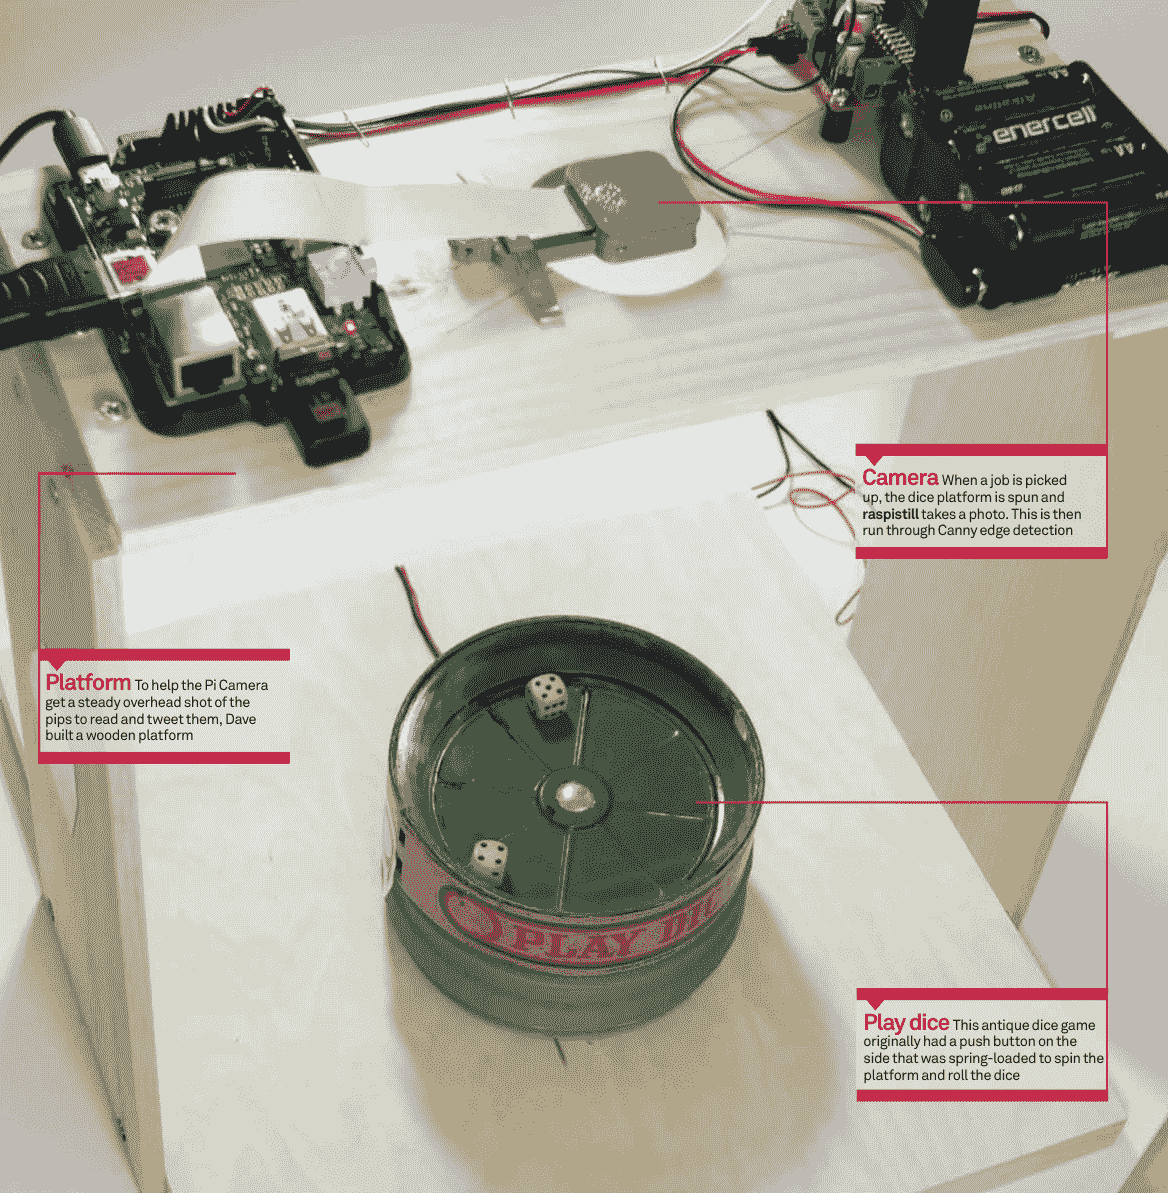 enercell
AA
AA
Camera When a job is picked
up, the dice platform is spun and
raspistill takes a photo. This is then
run through Canny edge detection
Platform To help the Pi Camera
get a steady overhead shot of the
pips to read and tweet them, Dave
built a wooden platform
PLAY
Play dice This antique dice game
originally had a push button on the
side that was spring-loaded to spin the
platform and roll the dice